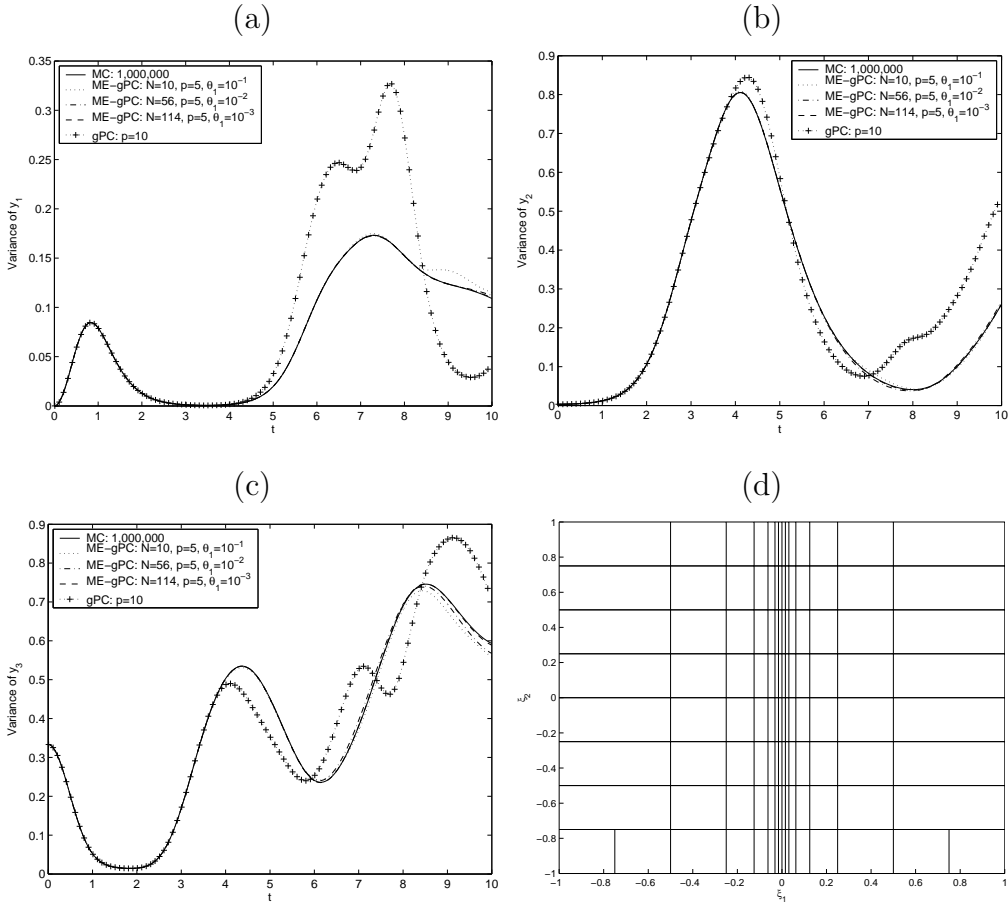 (a)
0.35
0.3
0.25
0.2
0.15
0.1
0.05
0
0 1 2 3 4 5 6 7 8 9 10
t
Variance of y₁
MC: 1,000,000
ME−gPC: N=10, p=5, θ₁=10⁻¹
ME−gPC: N=56, p=5, θ₁=10⁻²
ME−gPC: N=114, p=5, θ₁=10⁻³
gPC: p=10
(b)
0.9
0.8
0.7
0.6
0.5
0.4
0.3
0.2
0.1
0
0 1 2 3 4 5 6 7 8 9 10
t
Variance of y₂
MC: 1,000,000
ME−gPC: N=10, p=5, θ₁=10⁻¹
ME−gPC: N=56, p=5, θ₁=10⁻²
ME−gPC: N=114, p=5, θ₁=10⁻³
gPC: p=10
(c)
0.9
0.8
0.7
0.6
0.5
0.4
0.3
0.2
0.1
0
0 1 2 3 4 5 6 7 8 9 10
t
Variance of y₃
MC: 1,000,000
ME−gPC: N=10, p=5, θ₁=10⁻¹
ME−gPC: N=56, p=5, θ₁=10⁻²
ME−gPC: N=114, p=5, θ₁=10⁻³
gPC: p=10
(d)
1
0.8
0.6
0.4
0.2
0
−0.2
−0.4
−0.6
−0.8
−1
−1 −0.8 −0.6 −0.4 −0.2 0 0.2 0.4 0.6 0.8 1
ξ₁
ξ₂